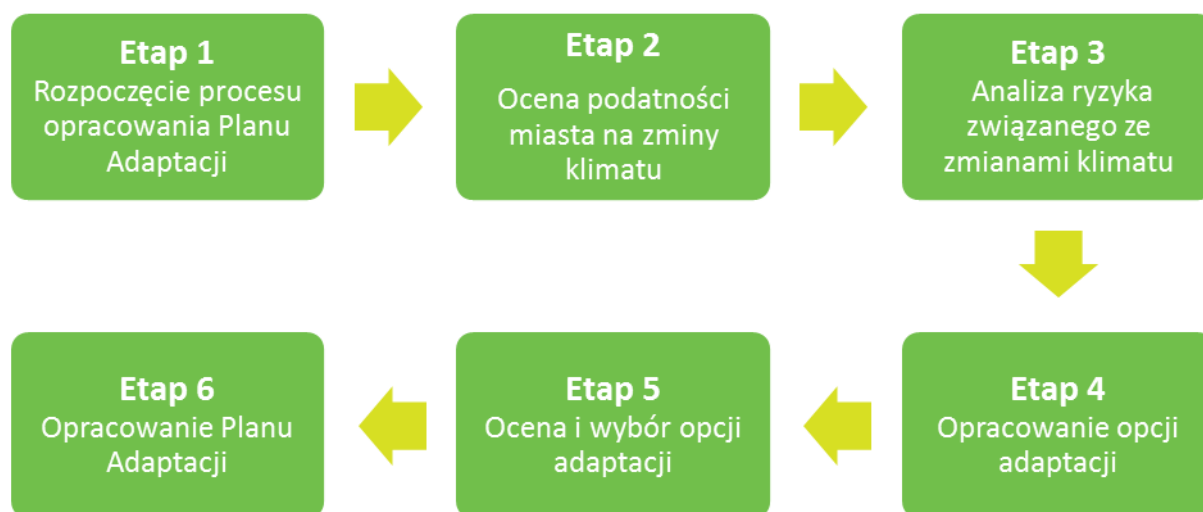 Etap 1
Rozpoczęcie procesu
opracowania Planu
Adaptacji
Etap 2
Ocena podatności
miasta na zminy
klimatu
Etap 3
Analiza ryzyka
związanego ze
zmianami klimatu
Etap 4
Opracowanie opcji
adaptacji
Etap 5
Ocena i wybór opcji
adaptacji
Etap 6
Opracowanie Planu
Adaptacji